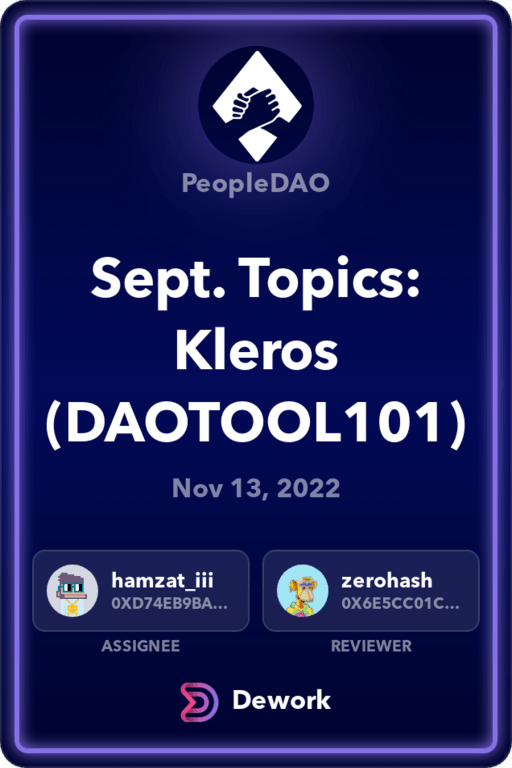 PeopleDAO
Sept. Topics:
Kleros
(DAOTOOL101)
Nov 13, 2022
hamzat_iii
0XD74EB9BA...
ASSIGNEE
zerohash
0X6E5CC01C...
REVIEWER
Dework